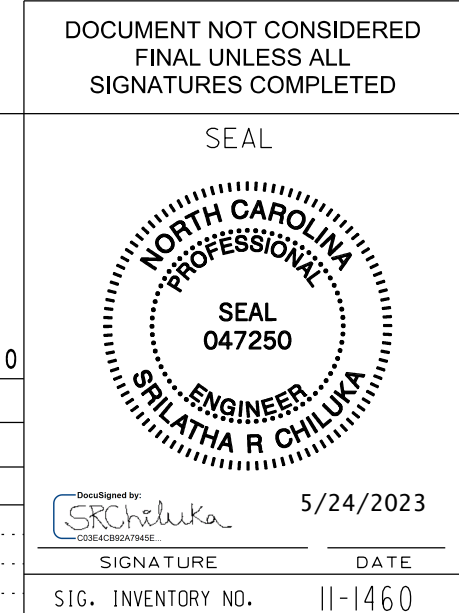 DOCUMENT NOT CONSIDERED
FINAL UNLESS ALL
SIGNATURES COMPLETED
SEAL
NORTH CAROLINA
PROFESSIONAL
SEAL
047250
ENGINEER
SRILATHA R CHILUKA
0
DocuSigned by:
SRChiluka
C03E4CB92A7945E...
5/24/2023
SIGNATURE DATE
SIG. INVENTORY NO. 11-1460